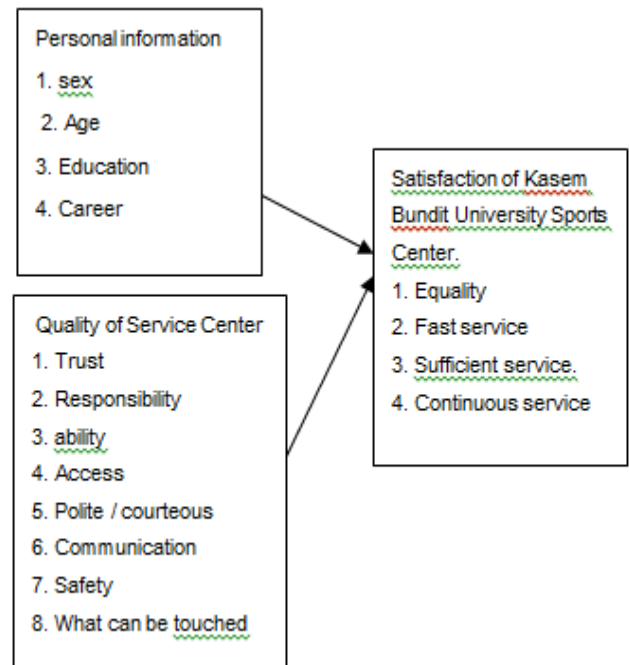 Personal information
1. sex
2. Age
3. Education
4. Career
Quality of Service Center
1. Trust
2. Responsibility
3. ability
4. Access
5. Polite / courteous
6. Communication
7. Safety
8. What can be touched
Satisfaction of Kasem
Bundit University Sports
Center.
1. Equality
2. Fast service
3. Sufficient service.
4. Continuous service